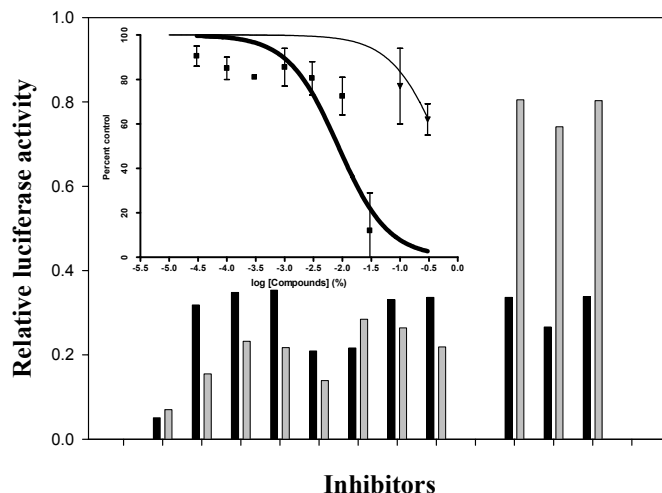 Relative luciferase activity
1.0
0.8
0.6
0.4
0.2
0.0
Inhibitors
Percent control
100
80
60
40
20
0
-5.5 -5.0 -4.5 -4.0 -3.5 -3.0 -2.5 -2.0 -1.5 -1.0 -0.5 0.0
log [Compounds] (%)